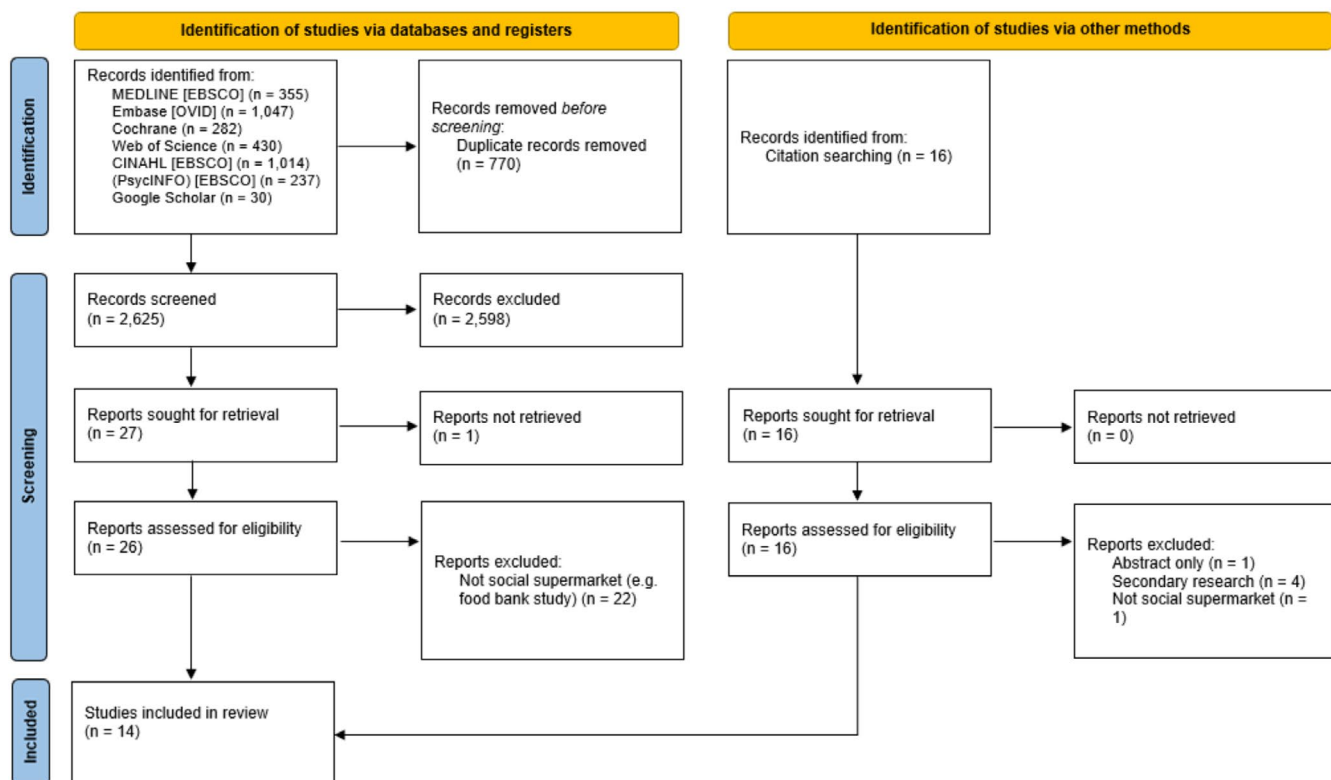 Identification of studies via databases and registers
Identification of studies via other methods
Identification
Records identified from:
MEDLINE [EBSCO] (n = 355)
Embase [OVID] (n = 1,047)
Cochrane (n = 282)
Web of Science (n = 430)
CINAHL [EBSCO] (n = 1,014)
(PsycINFO) [EBSCO] (n = 237)
Google Scholar (n = 30)
Records removed before
screening:
Duplicate records removed
(n = 770)
Records identified from:
Citation searching (n = 16)
Screening
Records screened
(n = 2,625)
Records excluded
(n = 2,598)
Reports sought for retrieval
(n = 27)
Reports not retrieved
(n = 1)
Reports sought for retrieval
(n = 16)
Reports not retrieved
(n = 0)
Reports assessed for eligibility
(n = 26)
Reports excluded:
Not social supermarket (e.g.
food bank study) (n = 22)
Reports assessed for eligibility
(n = 16)
Reports excluded:
Abstract only (n = 1)
Secondary research (n = 4)
Not social supermarket (n =
1)
Included
Studies included in review
(n = 14)